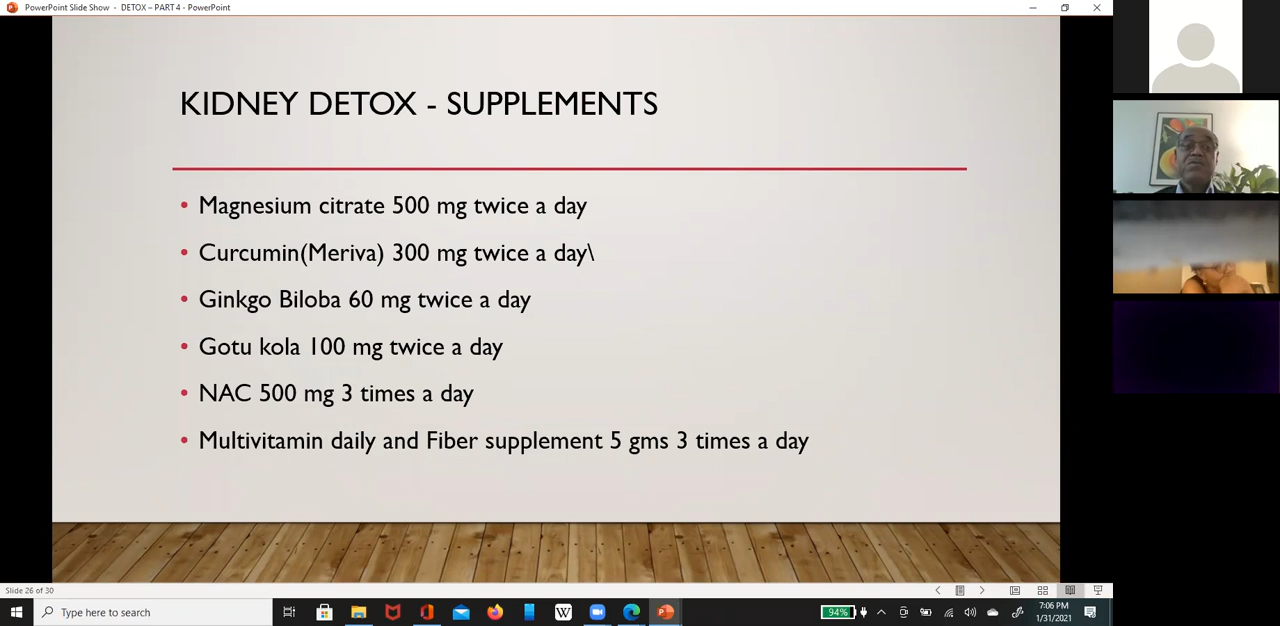 PowerPoint Slide Show - DETOX – PART 4 - PowerPoint
KIDNEY DETOX - SUPPLEMENTS
• Magnesium citrate 500 mg twice a day
• Curcumin(Meriva) 300 mg twice a day\
• Ginkgo Biloba 60 mg twice a day
• Gotu kola 100 mg twice a day
• NAC 500 mg 3 times a day
• Multivitamin daily and Fiber supplement 5 gms 3 times a day
Slide 26 of 30
Type here to search
W
94%
7:06 PM
1/31/2021